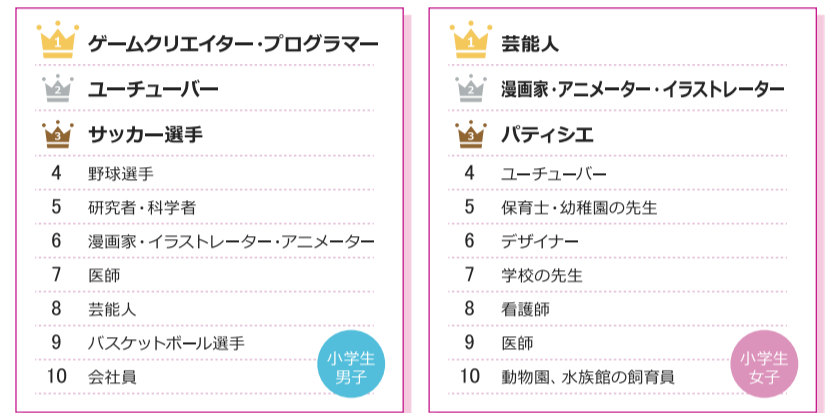 1 ゲームクリエイター・プログラマー
2 ユーチューバー
3 サッカー選手
4 野球選手
5 研究者・科学者
6 漫画家・イラストレーター・アニメーター
7 医師
8 芸能人
9 バスケットボール選手
10 会社員
小学生
男子
1 芸能人
2 漫画家・アニメーター・イラストレーター
3 パティシエ
4 ユーチューバー
5 保育士・幼稚園の先生
6 デザイナー
7 学校の先生
8 看護師
9 医師
10 動物園、水族館の飼育員
小学生
女子